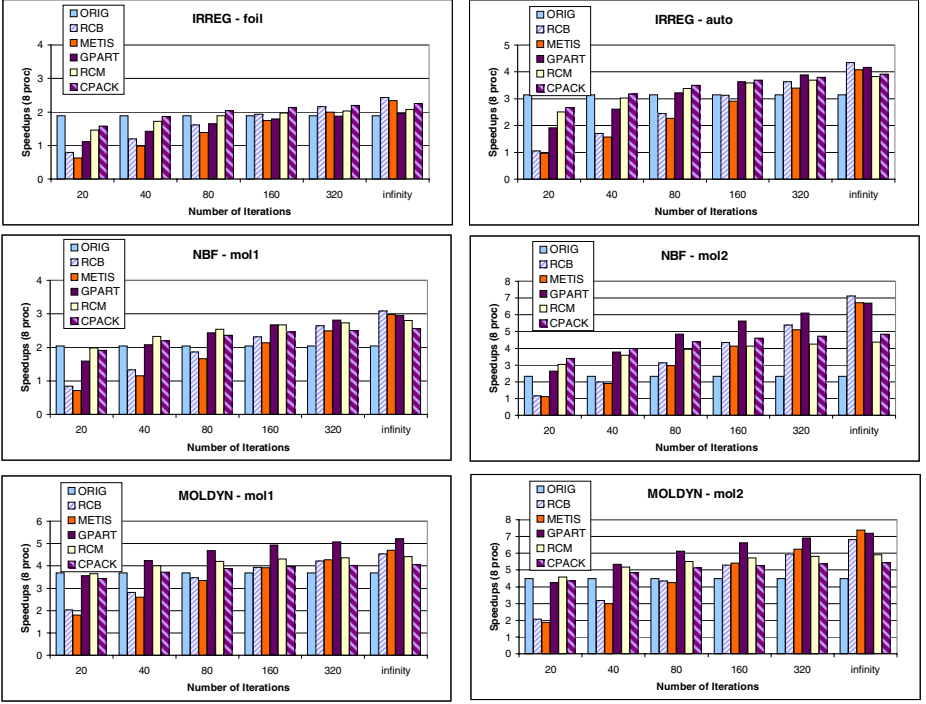 IRREG - foil
ORIG
RCB
METIS
GPART
RCM
CPACK
Speedups (8 proc)
4
3
2
1
0
20 40 80 160 320 infinity
Number of Iterations
IRREG - auto
ORIG
RCB
METIS
GPART
RCM
CPACK
Speedups (8 proc)
5
4
3
2
1
0
20 40 80 160 320 infinity
Number of Iterations
NBF - mol1
ORIG
RCB
METIS
GPART
RCM
CPACK
Speedups (8 proc)
4
3
2
1
0
20 40 80 160 320 infinity
Number of Iterations
NBF - mol2
ORIG
RCB
METIS
GPART
RCM
CPACK
Speedups (8 proc)
8
7
6
5
4
3
2
1
0
20 40 80 160 320 infinity
Number of Iterations
MOLDYN - mol1
ORIG
RCB
METIS
GPART
RCM
CPACK
Speedups (8 proc)
6
5
4
3
2
1
0
20 40 80 160 320 infinity
Number of Iterations
MOLDYN - mol2
ORIG
RCB
METIS
GPART
RCM
CPACK
Speedups (8 proc)
8
7
6
5
4
3
2
1
0
20 40 80 160 320 infinity
Number of Iterations